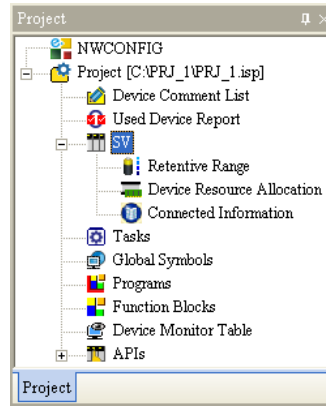 Project
NWCONFIG
Project [C:\PRJ_1\PRJ_1.isp]
Device Comment List
Used Device Report
SV
Retentive Range
Device Resource Allocation
Connected Information
Tasks
Global Symbols
Programs
Function Blocks
Device Monitor Table
APIs
Project